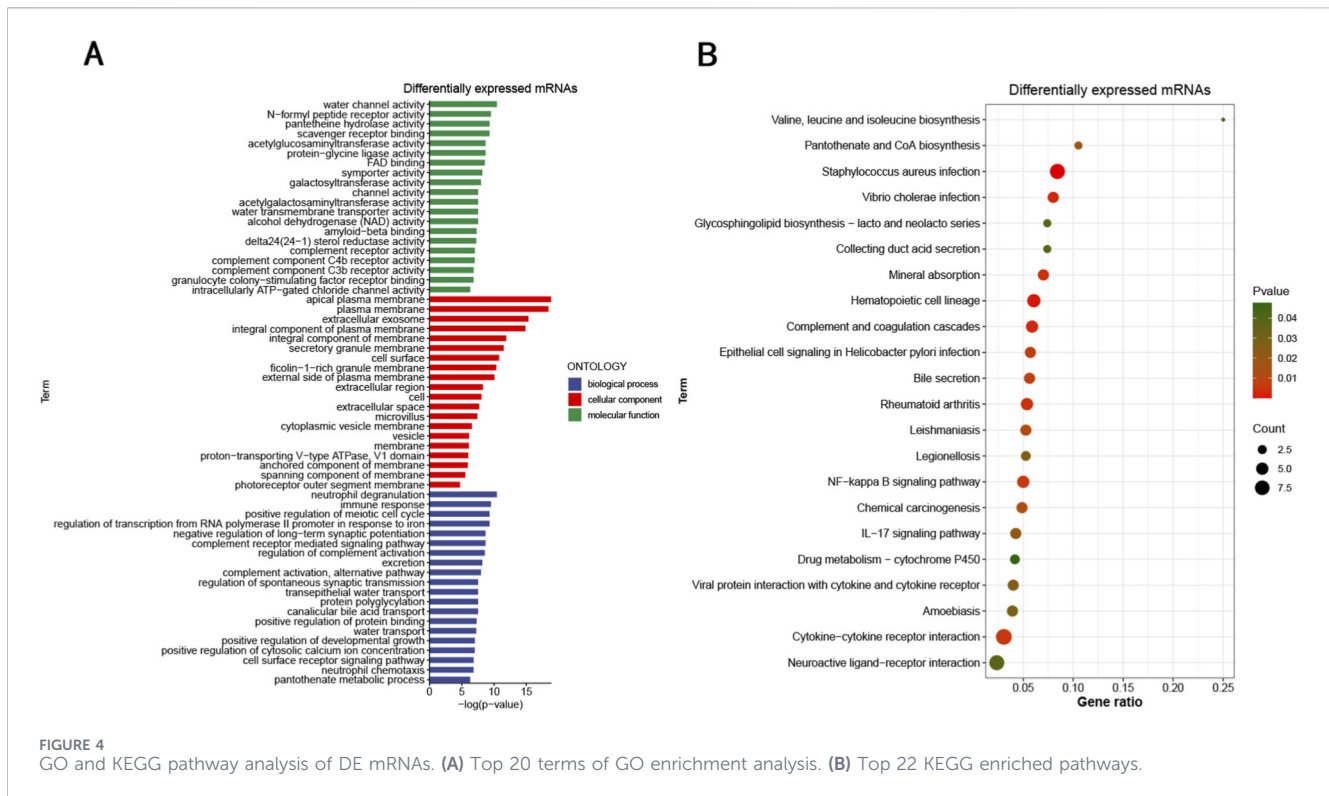 A
Differentially expressed mRNAs
water channel activity
N-formyl peptide receptor activity
pantetheine hydrolase activity
scavenger receptor binding
acetylglucosaminyltransferase activity
protein-glycine ligase activity
FAD binding
symporter activity
galactosyltransferase activity
channel activity
acetylgalactosaminyltransferase activity
water transmembrane transporter activity
alcohol dehydrogenase (NAD) activity
amyloid-beta binding
delta24(24-1) sterol reductase activity
complement receptor activity
complement component C4b receptor activity
complement component C3b receptor activity
granulocyte colony-stimulating factor receptor binding
intracellularly ATP-gated chloride channel activity
apical plasma membrane
plasma membrane
extracellular exosome
integral component of plasma membrane
integral component of membrane
secretory granule membrane
cell surface
ficolin-1-rich granule membrane
external side of plasma membrane
extracellular region
cell
extracellular space
microvillus
cytoplasmic vesicle membrane
vesicle
membrane
proton-transporting V-type ATPase, V1 domain
anchored component of membrane
spanning component of membrane
photoreceptor outer segment membrane
neutrophil degranulation
immune response
positive regulation of meiotic cell cycle
regulation of transcription from RNA polymerase II promoter in response to iron
negative regulation of long-term synaptic potentiation
complement receptor mediated signaling pathway
regulation of complement activation
excretion
complement activation, alternative pathway
regulation of spontaneous synaptic transmission
transepithelial water transport
protein polyglycylation
canalicular bile acid transport
positive regulation of protein binding
water transport
positive regulation of developmental growth
positive regulation of cytosolic calcium ion concentration
cell surface receptor signaling pathway
neutrophil chemotaxis
pantothenate metabolic process
Term
0 5 10 15
−log(p-value)
ONTOLOGY
biological process
cellular component
molecular function
B
Differentially expressed mRNAs
Valine, leucine and isoleucine biosynthesis
Pantothenate and CoA biosynthesis
Staphylococcus aureus infection
Vibrio cholerae infection
Glycosphingolipid biosynthesis − lacto and neolacto series
Collecting duct acid secretion
Mineral absorption
Hematopoietic cell lineage
Complement and coagulation cascades
Epithelial cell signaling in Helicobacter pylori infection
Bile secretion
Rheumatoid arthritis
Leishmaniasis
Legionellosis
NF-kappa B signaling pathway
Chemical carcinogenesis
IL-17 signaling pathway
Drug metabolism − cytochrome P450
Viral protein interaction with cytokine and cytokine receptor
Amoebiasis
Cytokine-cytokine receptor interaction
Neuroactive ligand-receptor interaction
Term
0.05 0.10 0.15 0.20 0.25
Gene ratio
Pvalue
0.04
0.03
0.02
0.01
Count
2.5
5.0
7.5
FIGURE 4
GO and KEGG pathway analysis of DE mRNAs. (A) Top 20 terms of GO enrichment analysis. (B) Top 22 KEGG enriched pathways.